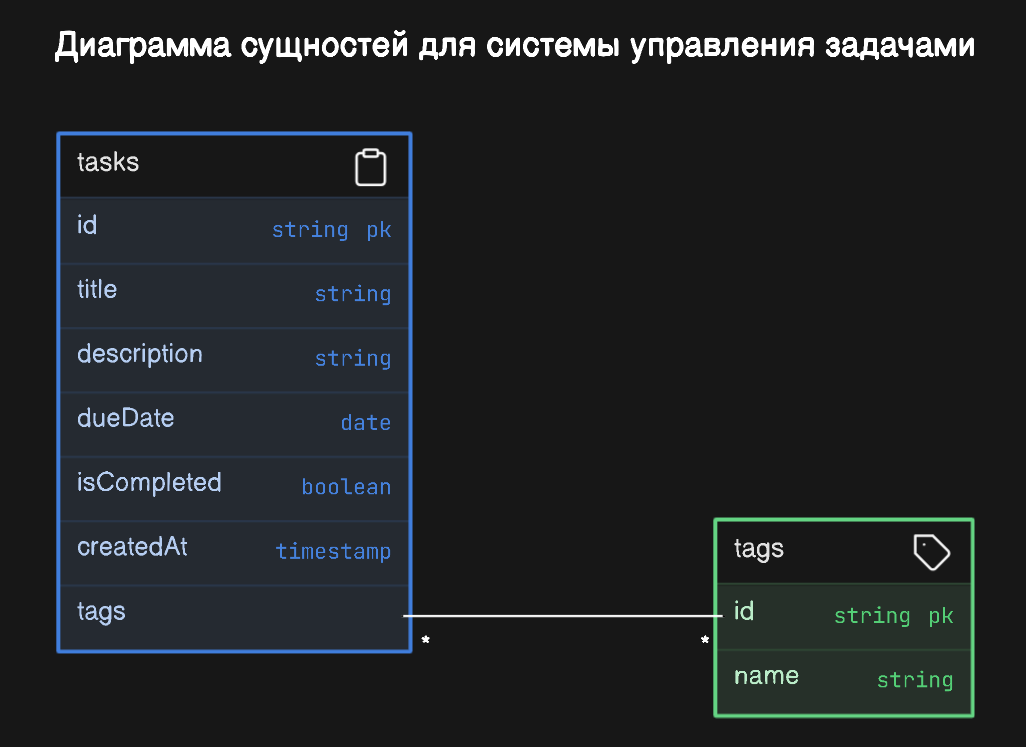 Диаграмма сущностей для системы управления задачами
tasks
id string pk
title string
description string
dueDate date
isCompleted boolean
createdAt timestamp
tags
* *
tags
id string pk
name string